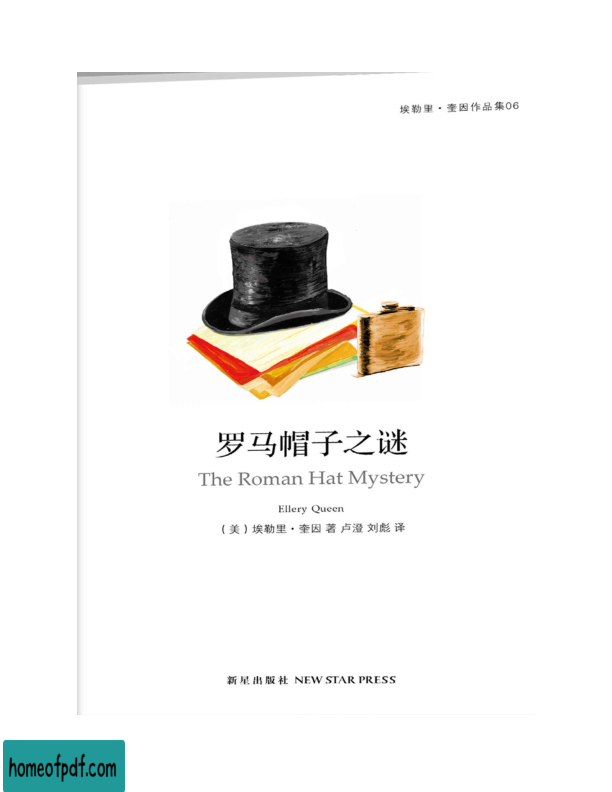 埃勒里·奎因作品集06
罗马帽子之谜
The Roman Hat Mystery
Ellery Queen
（美）埃勒里·奎因 著 卢澄 刘彪 译
新星出版社 NEW STAR PRESS
homeofpdf.com